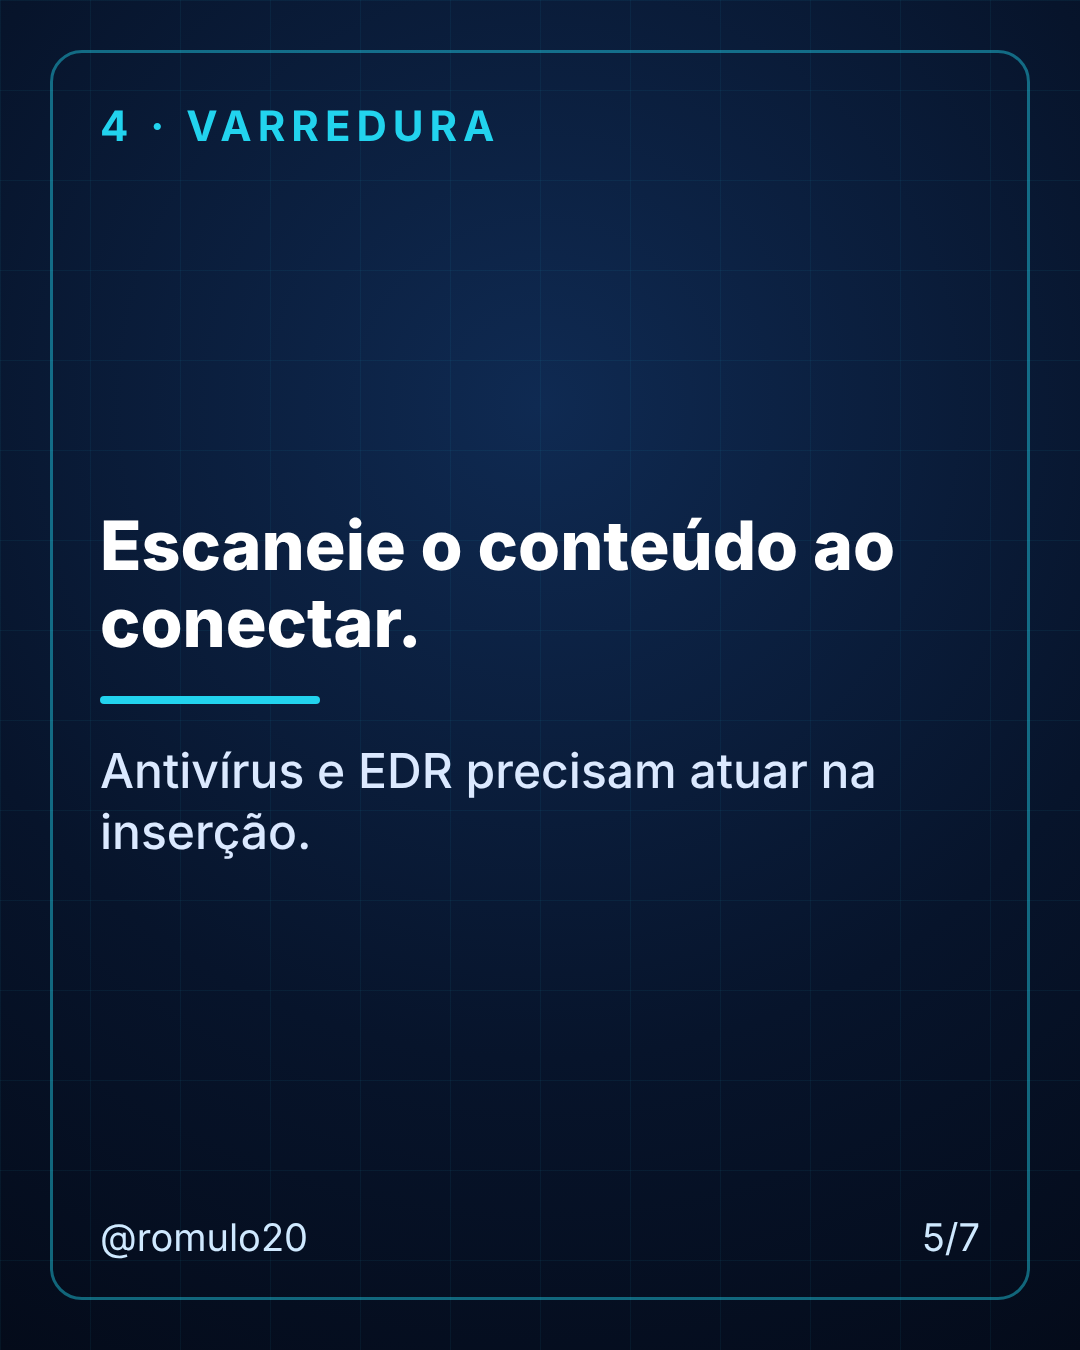 4 · VARREDURA
Escaneie o conteúdo ao
conectar.
Antivírus e EDR precisam atuar na
inserção.
@romulo20
5/7